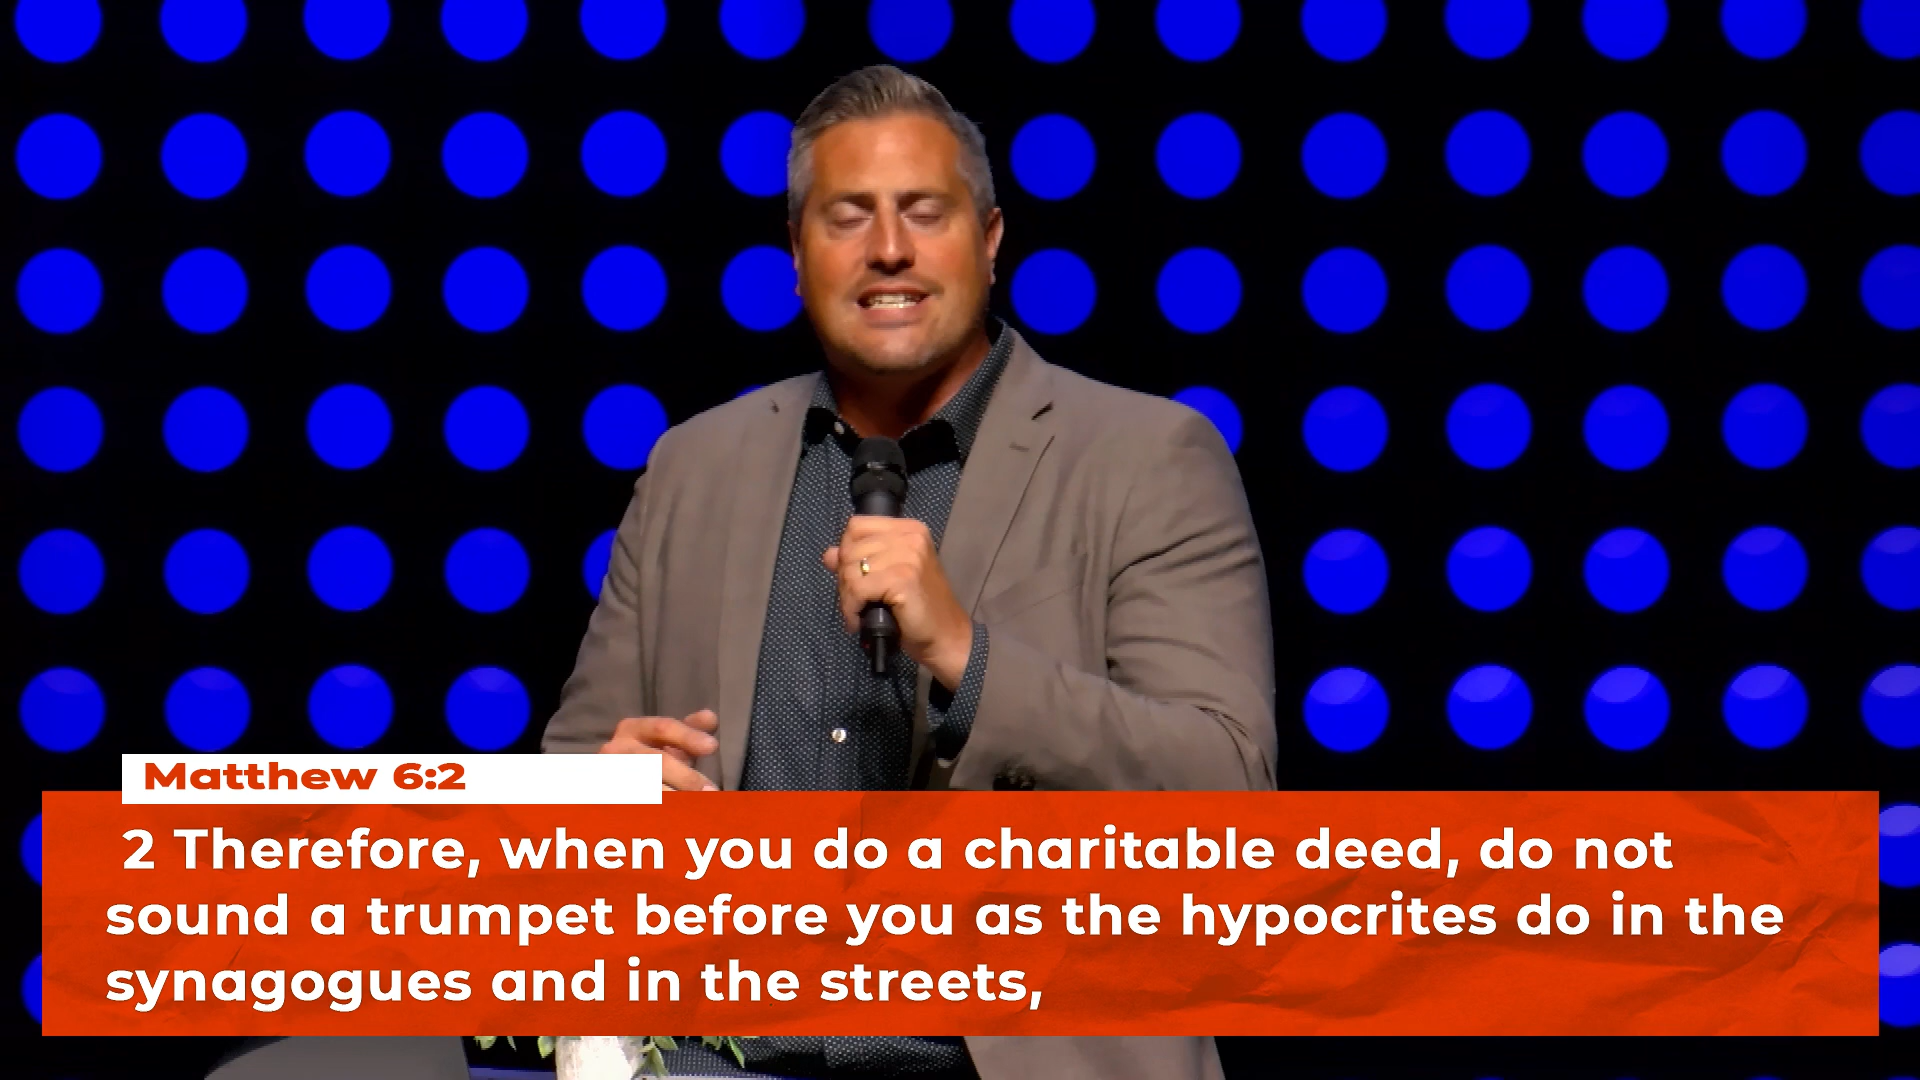 Matthew 6:2
2 Therefore, when you do a charitable deed, do not
sound a trumpet before you as the hypocrites do in the
synagogues and in the streets,